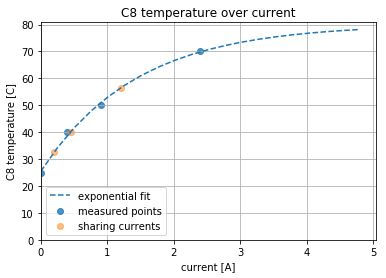 C8 temperature over current
80
70
60
50
40
30
20
10
0
C8 temperature [C]
exponential fit
measured points
sharing currents
0 1 2 3 4 5
current [A]